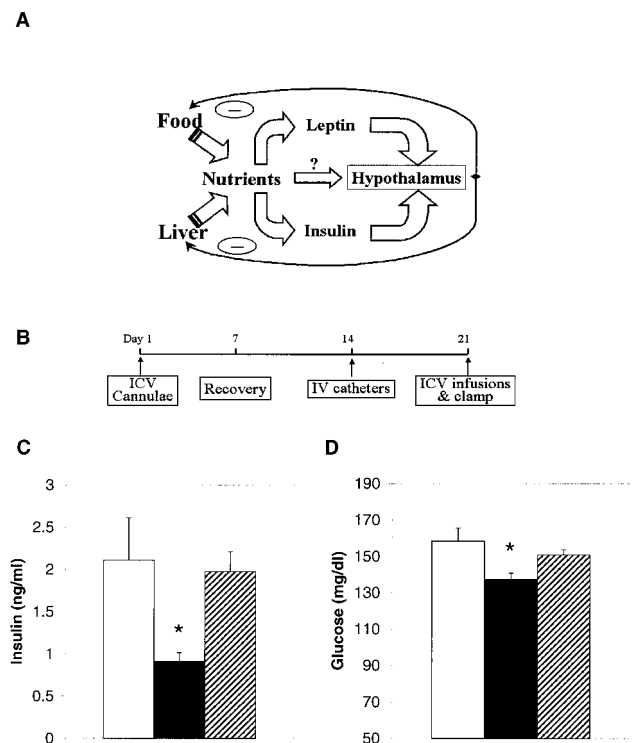 A
Food
−
Leptin
?
Nutrients
Hypothalamus
Liver
−
Insulin
B
Day 1
7
14
21
ICV
Cannulae
Recovery
IV catheters
ICV infusions
& clamp
C
Insulin (ng/ml)
3
2.5
2
1.5
1
0.5
0
*
D
Glucose (mg/dl)
190
170
150
130
110
90
70
50
*